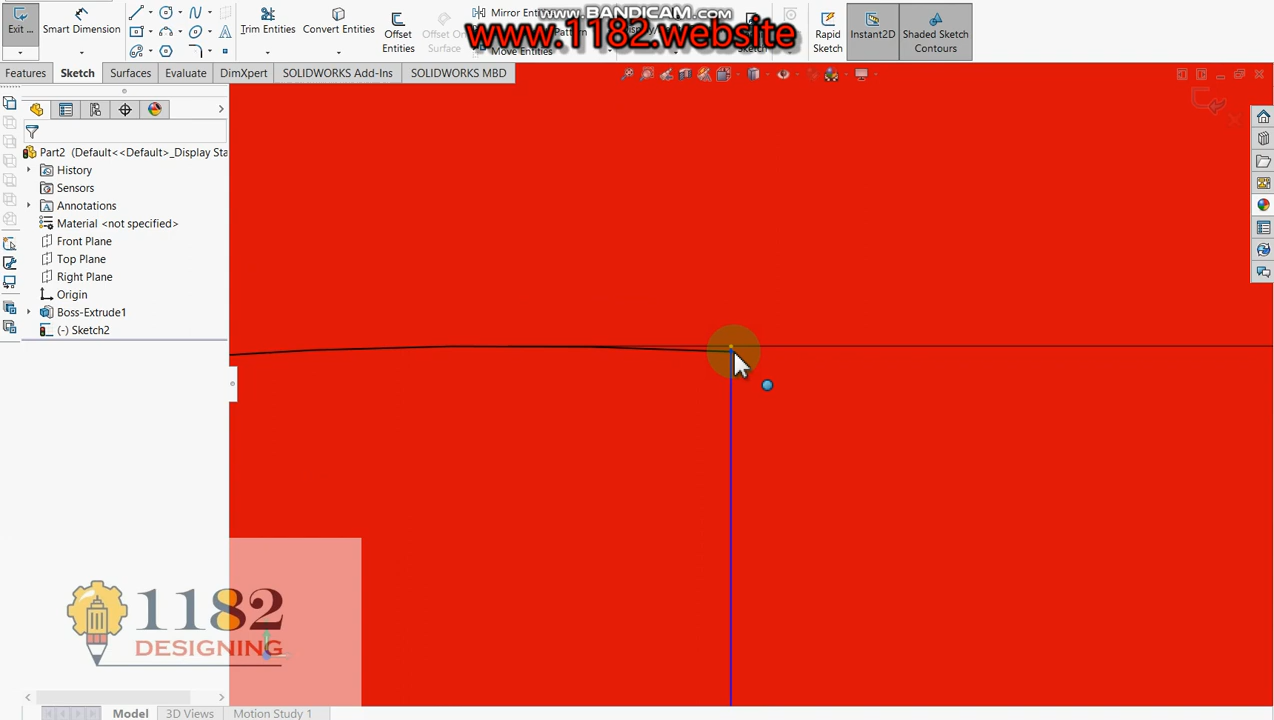 www.BANDICAM.com
www.1182.website
Exit ...
Smart Dimension
Trim Entities
Convert Entities
Offset
Entities
Offset
On
Surface
Mirror Entities
Move Entities
Rapid
Sketch
Instant2D
Shaded Sketch
Contours
Features
Sketch
Surfaces
Evaluate
DimXpert
SOLIDWORKS Add-Ins
SOLIDWORKS MBD
Part2 (Default<<Default>_Display Sta
History
Sensors
Annotations
Material <not specified>
Front Plane
Top Plane
Right Plane
Origin
Boss-Extrude1
(-) Sketch2
1182
DESIGNING
Model
3D Views
Motion Study 1